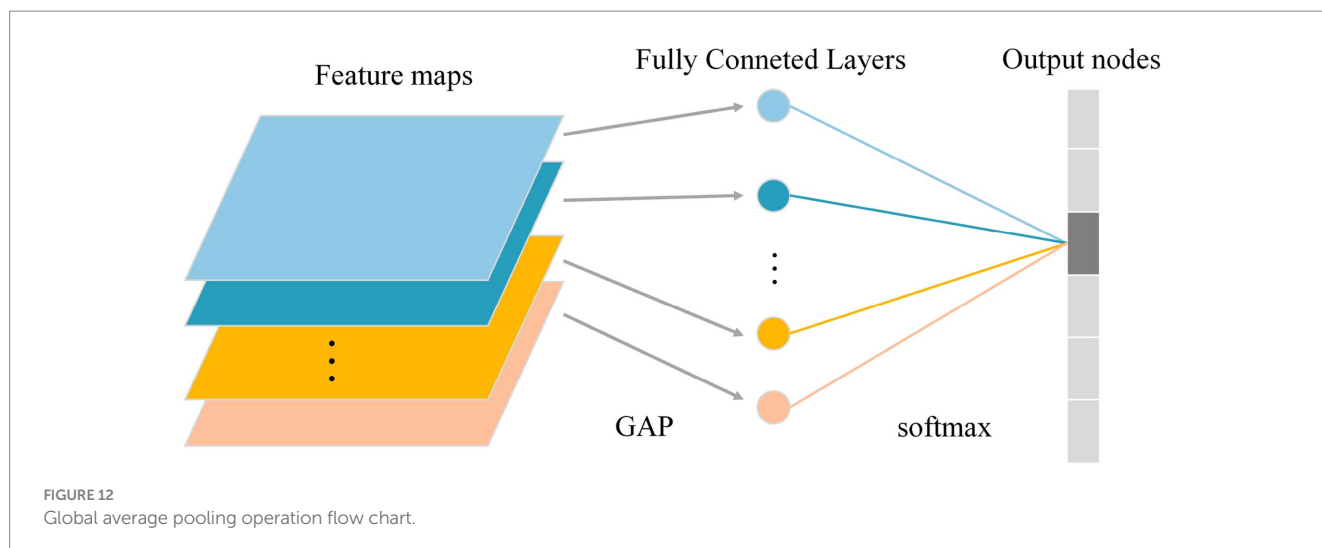 Feature maps
Fully Conneted Layers
Output nodes
GAP
softmax
FIGURE 12
Global average pooling operation flow chart.